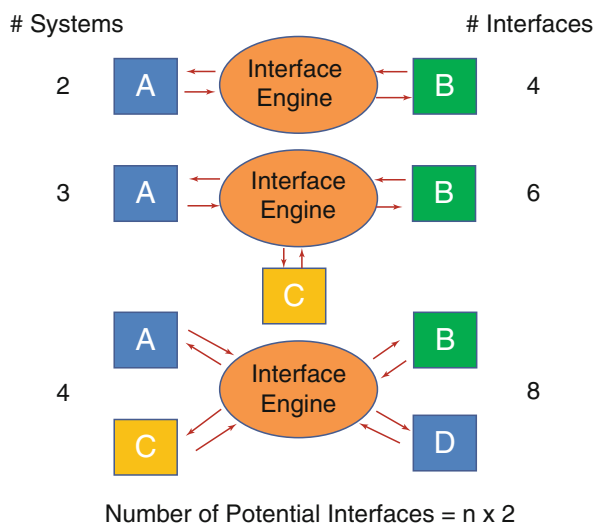 # Systems
# Interfaces
2
A
Interface
Engine
B
4
3
A
Interface
Engine
B
6
C
A
B
4
Interface
Engine
8
C
D
Number of Potential Interfaces = n x 2